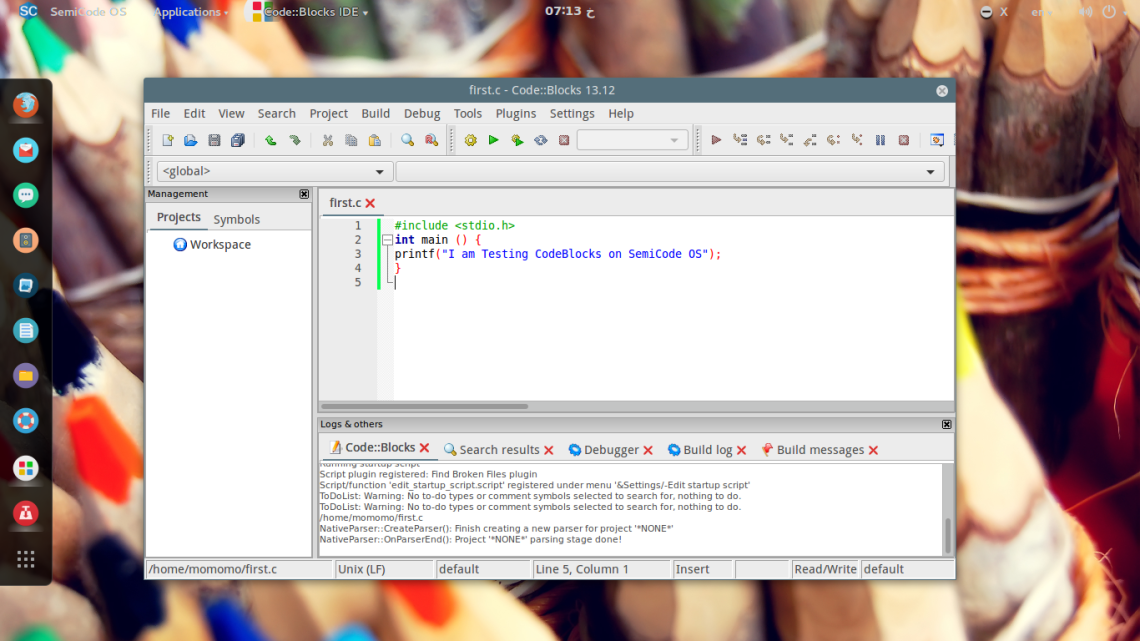 SC SemiCode OS Applications Code::Blocks IDE 07:13 خ X en
first.c - Code::Blocks 13.12
File Edit View Search Project Build Debug Tools Plugins Settings Help
<global>
Management
Projects Symbols
Workspace
first.c
1 #include <stdio.h>
2 int main () {
3 printf("I am Testing CodeBlocks on SemiCode OS");
4 }
5
Logs & others
Code::Blocks Search results Debugger Build log Build messages
Running startup script
Script plugin registered: Find Broken Files plugin
Script/function 'edit_startup_script.script' registered under menu '&Settings/-Edit startup script'
ToDoList: Warning: No to-do types or comment symbols selected to search for, nothing to do.
ToDoList: Warning: No to-do types or comment symbols selected to search for, nothing to do.
/home/momomo/first.c
NativeParser::CreateParser(): Finish creating a new parser for project '*NONE*'
NativeParser::OnParserEnd(): Project '*NONE*' parsing stage done!
/home/momomo/first.c Unix (LF) default Line 5, Column 1 Insert Read/Write default